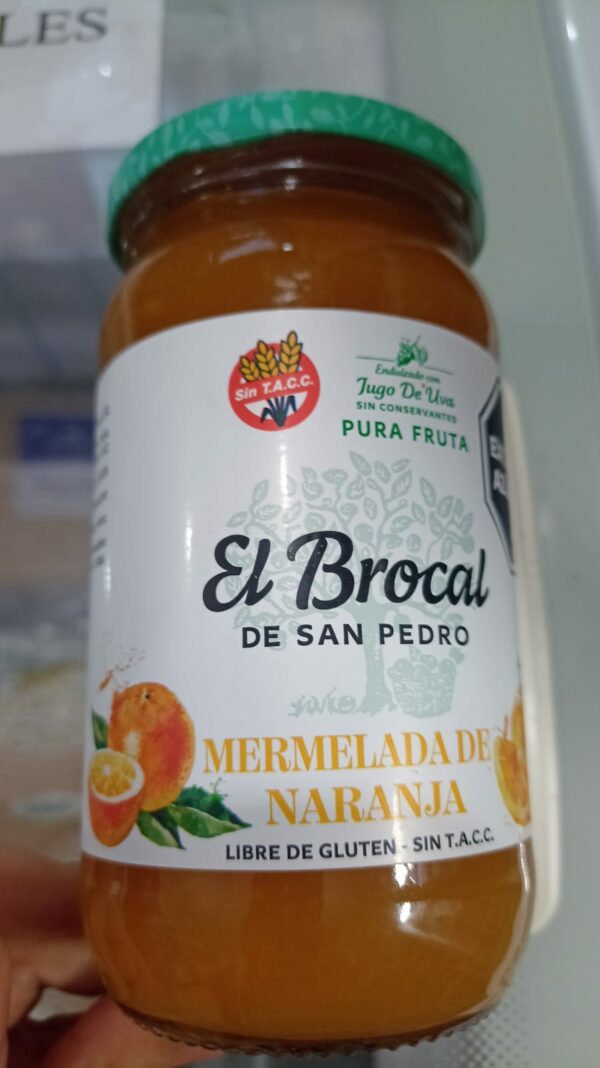 LES
Sin T.A.C.C.
Endulzado con
Jugo De Uva
SIN CONSERVANTES
PURA FRUTA
El Brocal
DE SAN PEDRO
MERMELADA DE
NARANJA
LIBRE DE GLUTEN - SIN T.A.C.C.